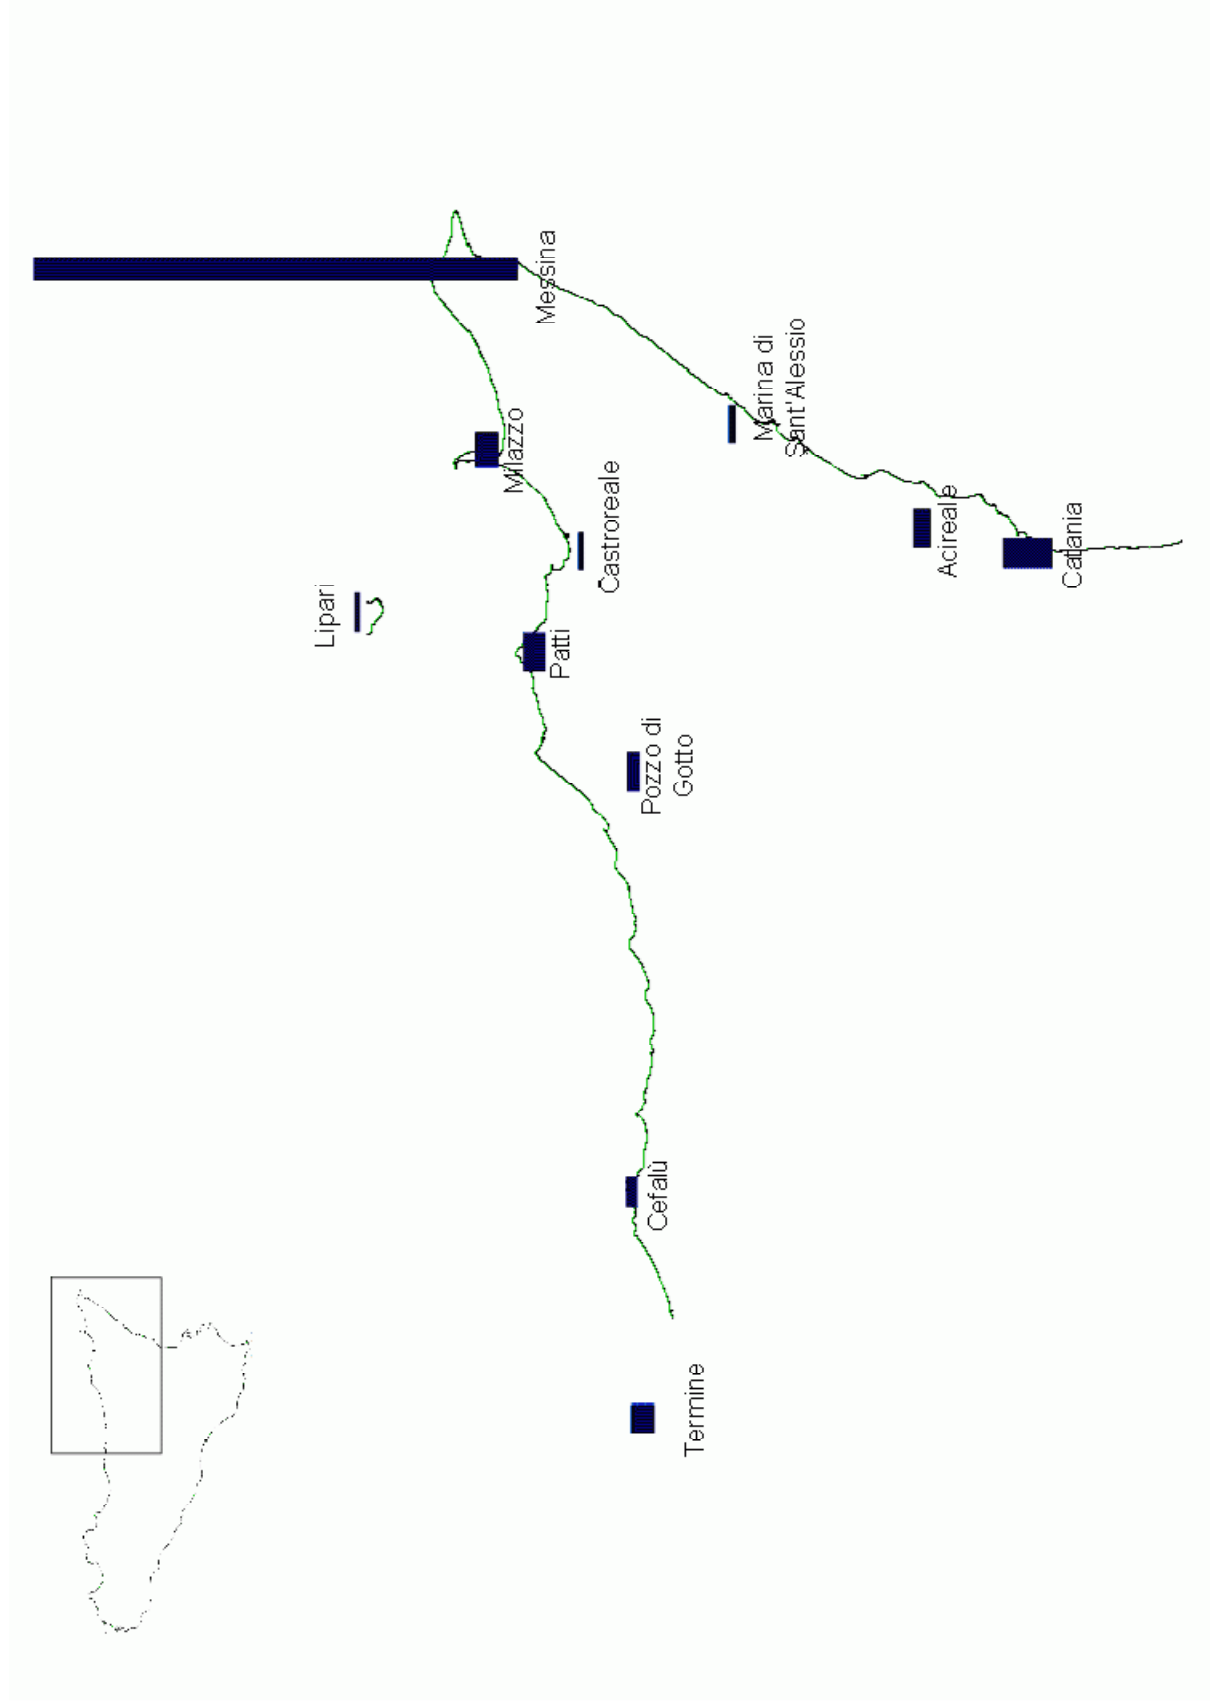 Messina
Milazzo
Marina di
Sant'Alessio
Castroreale
Acireale
Catania
Lipari
Patti
Pozzo di
Gotto
Cefalù
Termine